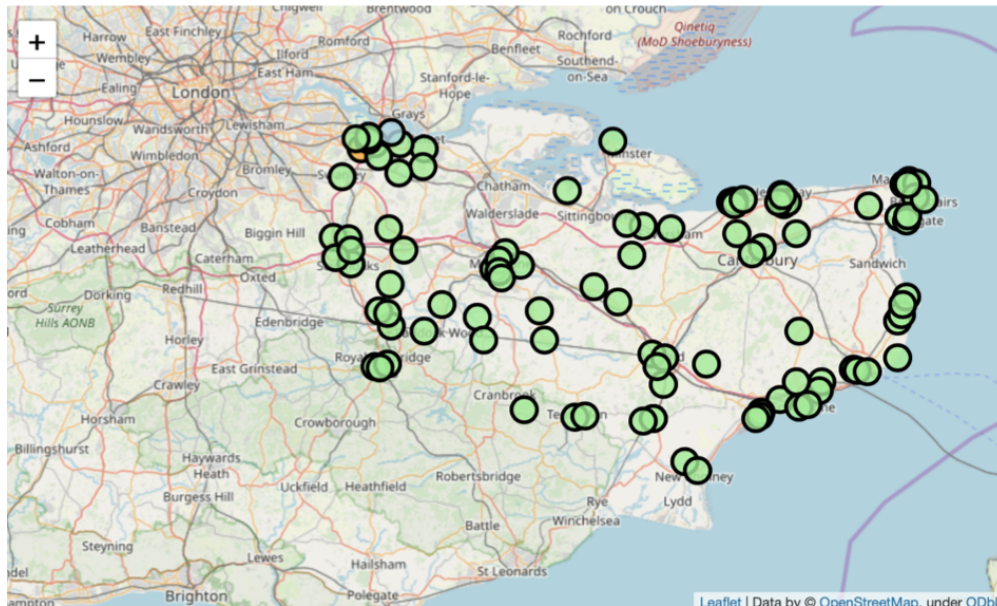 Chigwell
Brentwood
on Crouch
+
Harrow
East Finchley
Romford
Rochford
Qinetiq
(MoD Shoeburyness)
Wembley
Ilford
Benfleet
Southend-
on-Sea
East Ham
Ealing
Stanford-le-
Hope
−
London
Hounslow
Wandsworth
Lewisham
Grays
Ashford
Wimbledon
Minster
Walton-on-
Thames
Bromley
Croydon
Chatham
Walderslade
Cobham
Banstead
Biggin Hill
Leatherhead
Caterham
Oxted
Sandwich
Dorking
Redhill
Surrey
Hills AONB
Edenbridge
Horley
East Grinstead
Crawley
Cranbrook
Horsham
Crowborough
Billingshurst
Haywards
Heath
Uckfield
Heathfield
Robertsbridge
Burgess Hill
Lydd
Rye
Winchelsea
Battle
Steyning
Lewes
Hailsham
St Leonards
Brighton
Polegate
Leaflet | Data by © OpenStreetMap, under ODbL